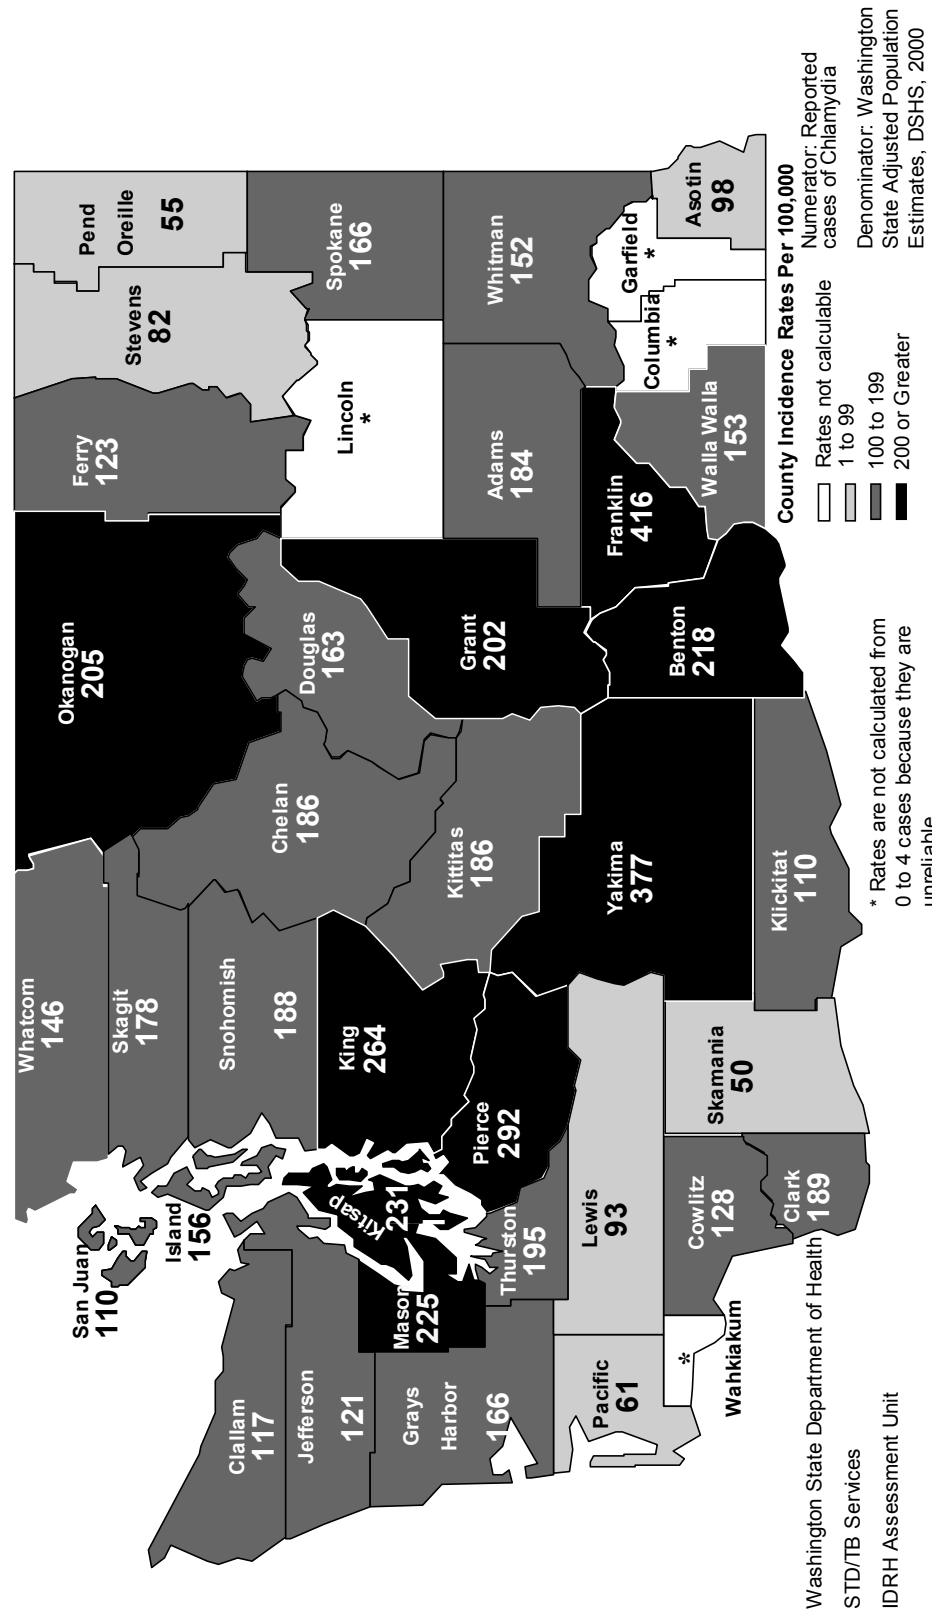 Whatcom
146
Okanogan
205
Ferry
123
Stevens
82
Pend
Oreille
55
San Juan
110
Skagit
178
Island
156
Snohomish
188
Chelan
186
Douglas
163
Lincoln
*
Spokane
166
Clallam
117
Jefferson
121
Kitsap
231
King
264
Mason
225
Grays
Harbor
166
Kittitas
186
Grant
202
Adams
184
Whitman
152
Pierce
292
Thurston
195
Lewis
93
Pacific
61
Yakima
377
Benton
218
Franklin
416
Walla Walla
153
Columbia
*
Garfield
*
Asotin
98
*
Wahkiakum
Cowlitz
128
Skamania
50
Clark
189
Klickitat
110
County Incidence Rates Per 100,000
Rates not calculable
1 to 99
100 to 199
200 or Greater
Numerator: Reported
cases of Chlamydia
Denominator: Washington
State Adjusted Population
Estimates, DSHS, 2000
* Rates are not calculated from
0 to 4 cases because they are
unreliable
Washington State Department of Health
STD/TB Services
IDRH Assessment Unit